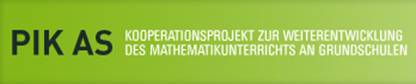 PIK AS
KOOPERATIONSPROJEKT ZUR WEITERENTWICKLUNG
DES MATHEMATIKUNTERRICHTS AN GRUNDSCHULEN